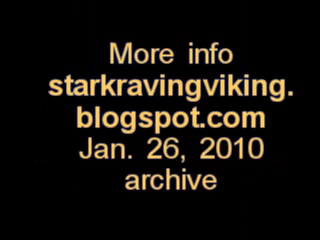 More info
starkravingviking.
blogspot.com
Jan. 26, 2010
archive